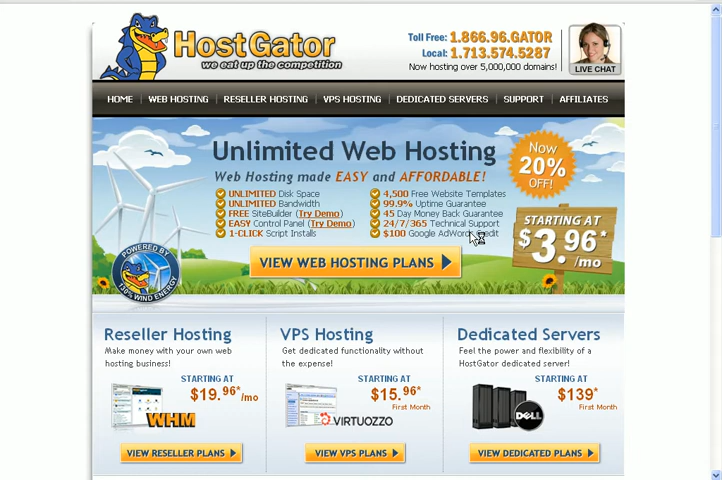 HostGator
we eat up the competition
Toll Free: 1.866.96.GATOR
Local: 1.713.574.5287
Now hosting over 5,000,000 domains!
LIVE CHAT
HOME WEB HOSTING RESELLER HOSTING VPS HOSTING DEDICATED SERVERS SUPPORT AFFILIATES
Unlimited Web Hosting
Web Hosting made EASY and AFFORDABLE!
UNLIMITED Disk Space
UNLIMITED Bandwidth
FREE SiteBuilder (Try Demo)
EASY Control Panel (Try Demo)
1-CLICK Script Installs
4,500 Free Website Templates
99.9% Uptime Guarantee
45 Day Money Back Guarantee
24/7/365 Technical Support
$100 Google AdWords Credit
Now
20%
OFF!
STARTING AT
$3.96*
/mo
VIEW WEB HOSTING PLANS
POWERED BY
130% WIND ENERGY
Reseller Hosting
Make money with your own web
hosting business!
STARTING AT
$19.96*/mo
WHM
VIEW RESELLER PLANS
VPS Hosting
Get dedicated functionality without
the expense!
STARTING AT
$15.96*
First Month
VIRTUOZZO
VIEW VPS PLANS
Dedicated Servers
Feel the power and flexibility of a
HostGator dedicated server!
STARTING AT
$139*
First Month
DELL
VIEW DEDICATED PLANS